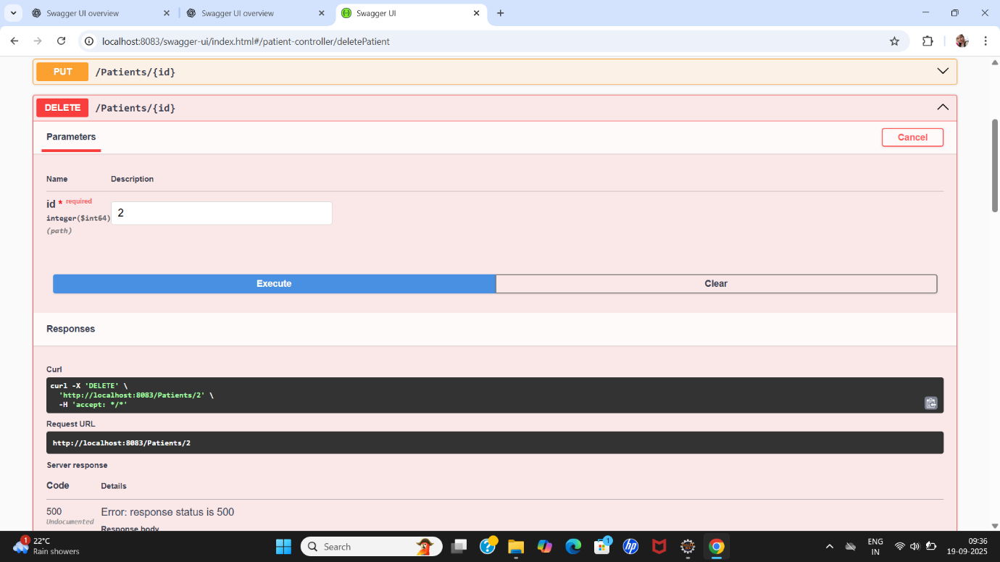 Swagger UI overview
Swagger UI overview
Swagger UI
localhost:8083/swagger-ui/index.html#/patient-controller/deletePatient
PUT /Patients/{id}
DELETE /Patients/{id}
Parameters
Cancel
Name Description
id * required
integer($int64)
(path)
2
Execute Clear
Responses
Curl
curl -X 'DELETE' \
'http://localhost:8083/Patients/2' \
-H 'accept: */*'
Request URL
http://localhost:8083/Patients/2
Server response
Code Details
500 Error: response status is 500
Undocumented
Response body
1
22°C
Rain showers
Search
1
ENG
IN
09:36
19-09-2025